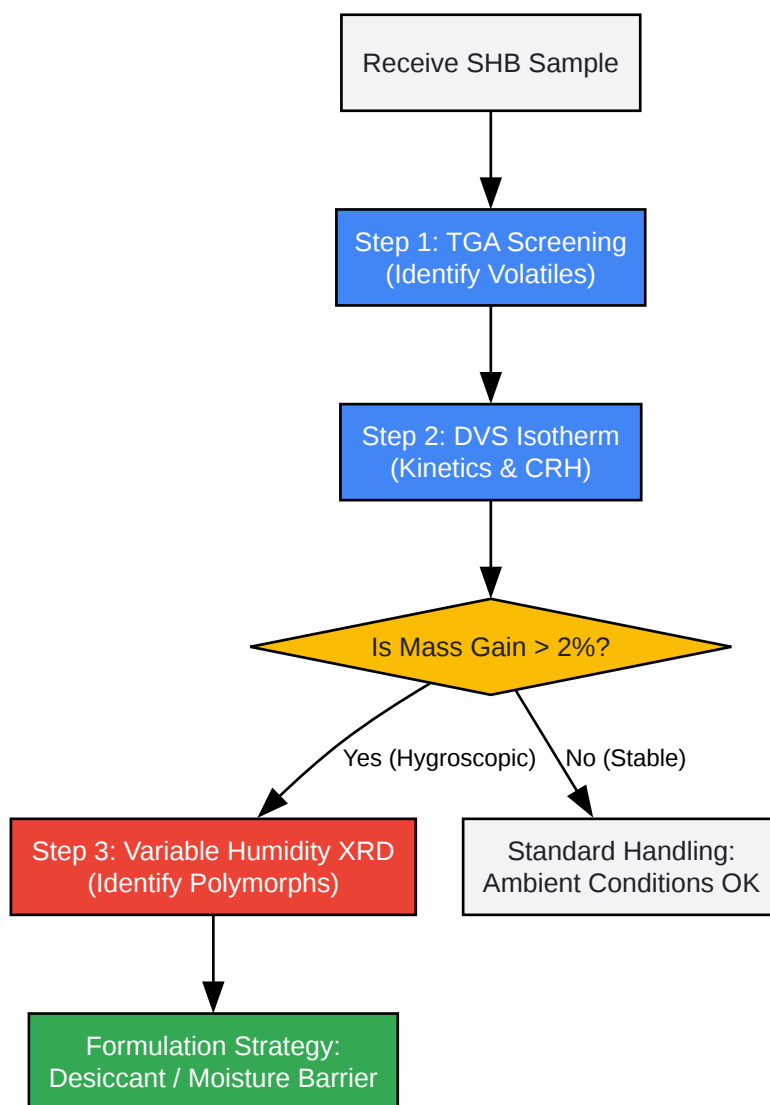 Receive SHB Sample
Step 1: TGA Screening
(Identify Volatiles)
Step 2: DVS Isotherm
(Kinetics & CRH)
Is Mass Gain > 2%?
Yes (Hygroscopic)
No (Stable)
Step 3: Variable Humidity XRD
(Identify Polymorphs)
Standard Handling:
Ambient Conditions OK
Formulation Strategy:
Desiccant / Moisture Barrier